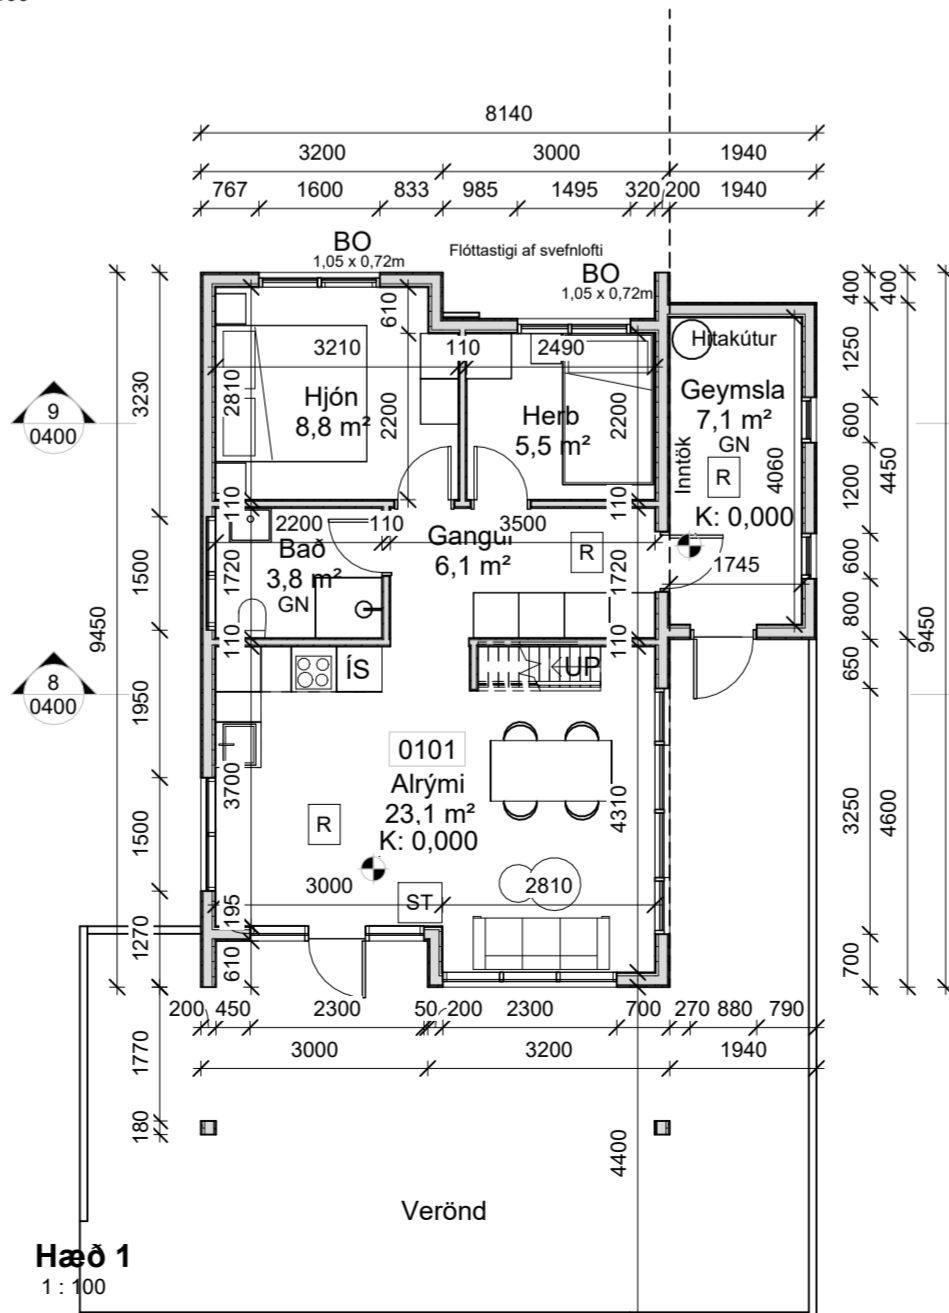 8140
3200 3000 1940
767 1600 833 985 1495 320 200 1940
BO
1,05 x 0,72m
Flóttastigi af svefnlofti
BO
1,05 x 0,72m
610
400
400
3210 110 2490
Hitakútur
1250
3230
2810
Hjón
8,8 m²
2200
Herb
5,5 m²
2200
Geymsla
7,1 m²
GN
R
Inntök
4060
K: 0,000
600
4450
1200
9
0400
110
110
2200 110 3500
Bað
3,8 m²
GN
Gangur
6,1 m²
R
1745
1500
1720
1720
600
800
9450
9450
110
110
8
0400
ÍS
UP
650
1950
0101
Alrými
23,1 m²
K: 0,000
R
3700
4310
3250
4600
1500
3000
ST
2810
195
1270
610
700
200 450 2300 50 200 2300 700 270 880 790
3000 3200 1940
1770
180
4400
Verönd
Hæð 1
1 : 100